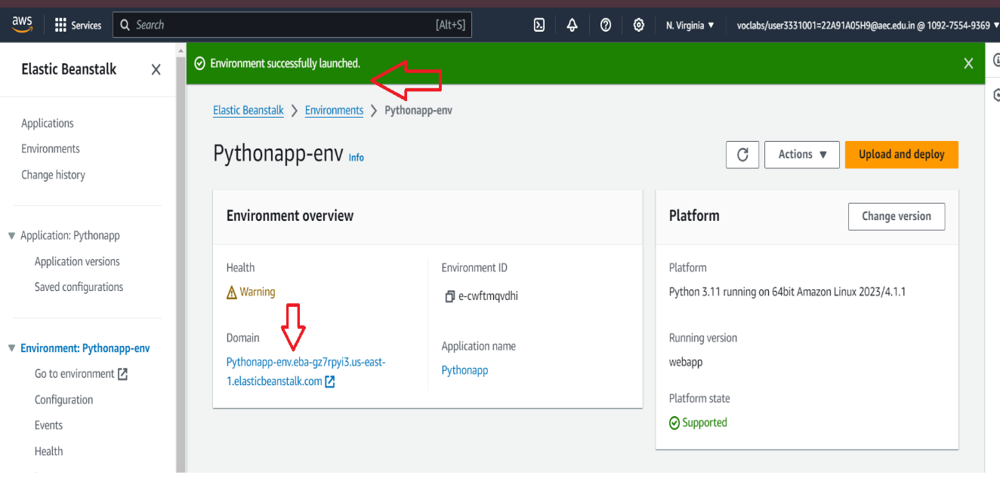 aws
Services
Search [Alt+S]
N. Virginia
voclabs/user3331001=22A91A05H9@aec.edu.in @ 1092-7554-9369
Elastic Beanstalk
Applications
Environments
Change history
Application: Pythonapp
Application versions
Saved configurations
Environment: Pythonapp-env
Go to environment
Configuration
Events
Health
Environment successfully launched.
Elastic Beanstalk > Environments > Pythonapp-env
Pythonapp-env Info
Actions
Upload and deploy
Environment overview
Health
Warning
Domain
Pythonapp-env.eba-gz7rpyi3.us-east-
1.elasticbeanstalk.com
Environment ID
e-cwftmqvdhi
Application name
Pythonapp
Platform
Change version
Platform
Python 3.11 running on 64bit Amazon Linux 2023/4.1.1
Running version
webapp
Platform state
Supported